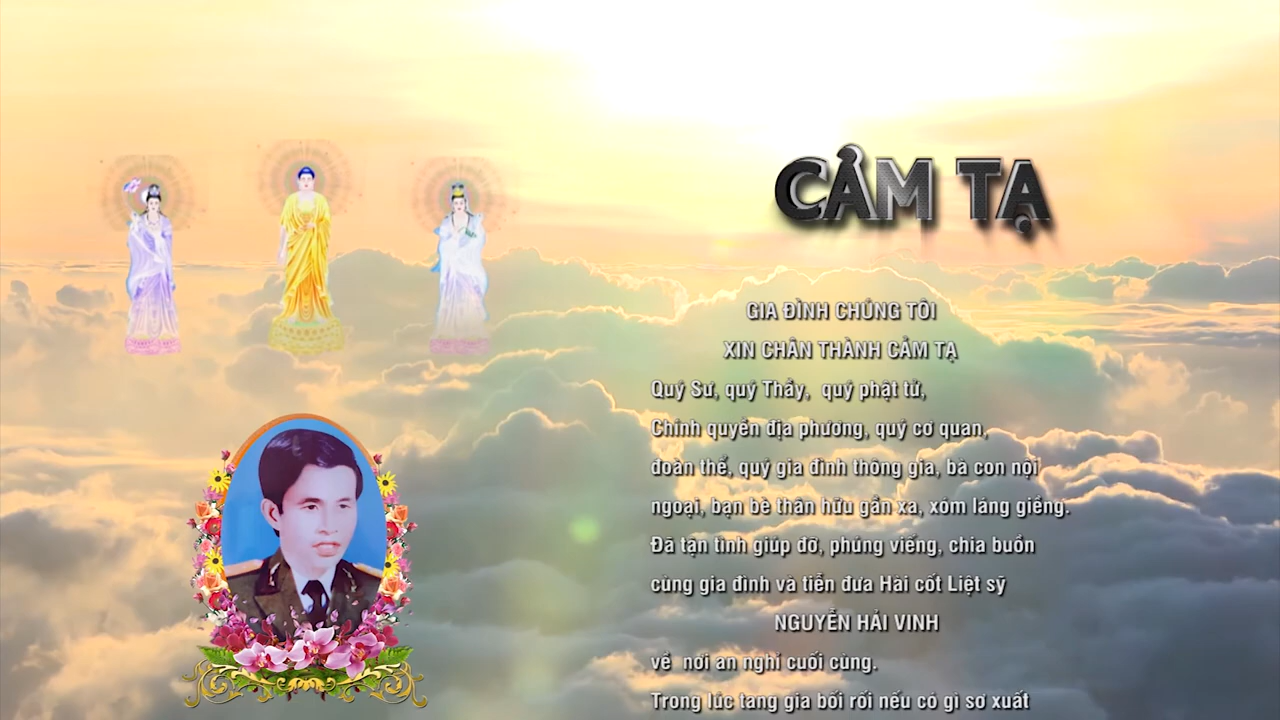 CẢM TẠ
GIA ĐÌNH CHÚNG TÔI
XIN CHÂN THÀNH CẢM TẠ
Quý Sư, quý Thầy, quý phật tử,
Chính quyền địa phương, quý cơ quan,
đoàn thể, quý gia đình thông gia, bà con nội
ngoại, bạn bè thân hữu gần xa, xóm láng giềng.
Đã tận tình giúp đỡ, phúng viếng, chia buồn
cùng gia đình và tiễn đưa Hài cốt Liệt sỹ
NGUYỄN HẢI VINH
về nơi an nghỉ cuối cùng.
Trong lúc tang gia bối rối nếu có gì sơ xuất